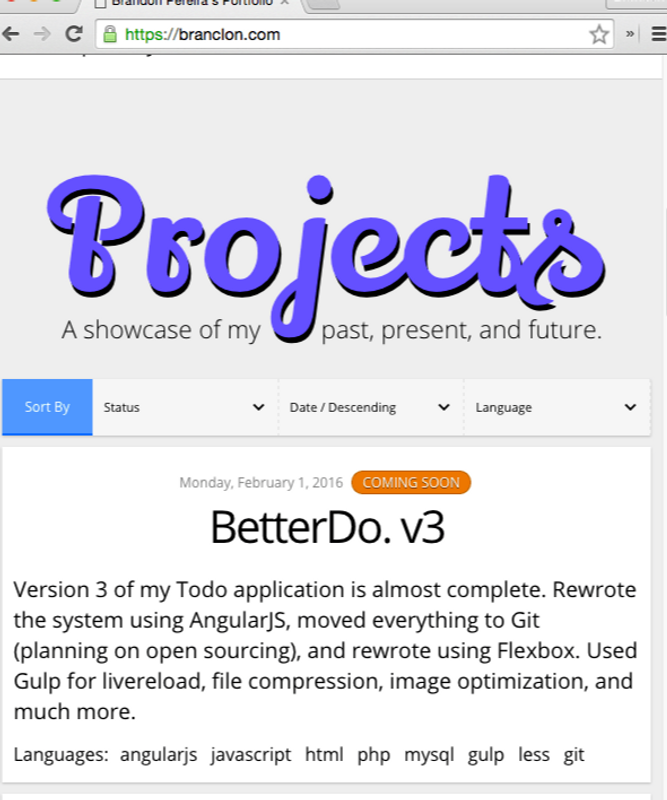 Brandon Pereira's Portfolio
https://branclon.com
Projects
A showcase of my past, present, and future.
Sort By Status Date / Descending Language
Monday, February 1, 2016 COMING SOON
BetterDo. v3
Version 3 of my Todo application is almost complete. Rewrote
the system using AngularJS, moved everything to Git
(planning on open sourcing), and rewrote using Flexbox. Used
Gulp for livereload, file compression, image optimization, and
much more.
Languages: angularjs javascript html php mysql gulp less git